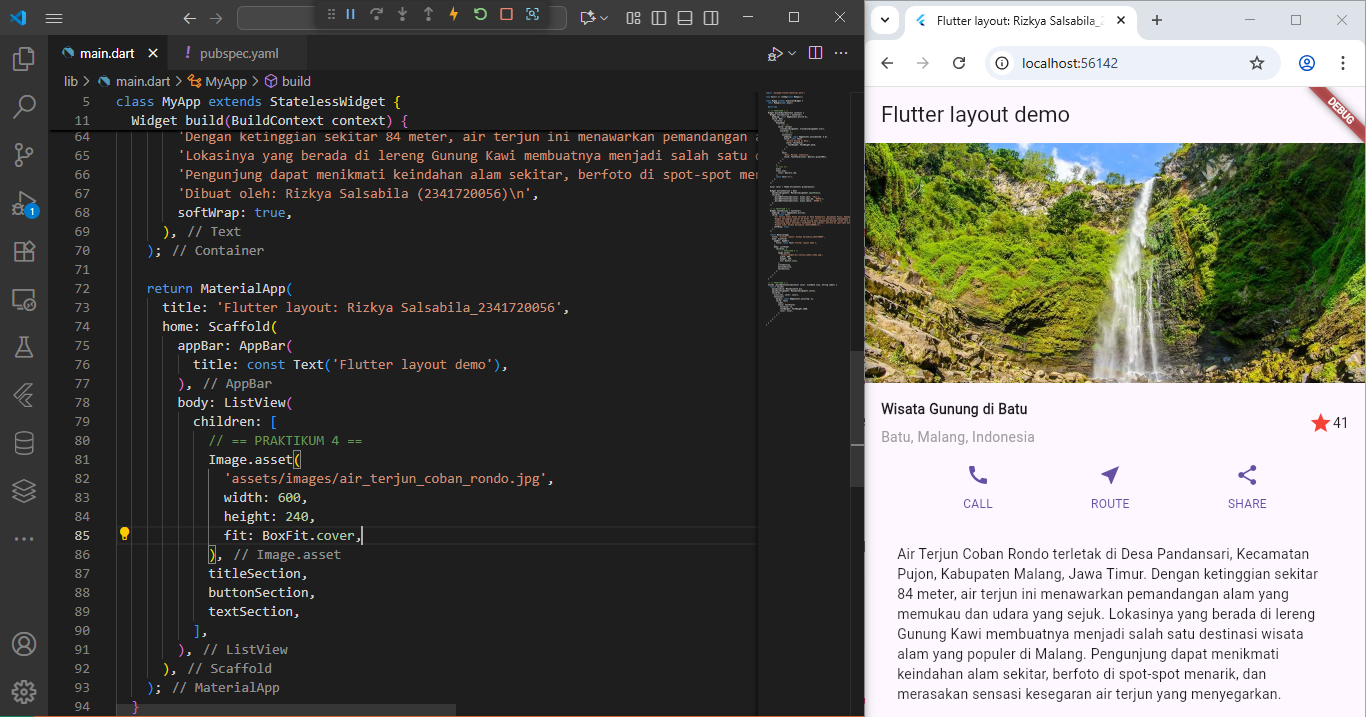 main.dart
! pubspec.yaml
lib > main.dart > MyApp > build
5 class MyApp extends StatelessWidget {
11 Widget build(BuildContext context) {
64 'Dengan ketinggian sekitar 84 meter, air terjun ini menawarkan pemandangan
65 'Lokasinya yang berada di lereng Gunung Kawi membuatnya menjadi salah satu
66 'Pengunjung dapat menikmati keindahan alam sekitar, berfoto di spot-spot
67 'Dibuat oleh: Rizkya Salsabila (2341720056)\n',
68 softWrap: true,
69 ), // Text
70 ); // Container
71
72 return MaterialApp(
73 title: 'Flutter layout: Rizkya Salsabila_2341720056',
74 home: Scaffold(
75 appBar: AppBar(
76 title: const Text('Flutter layout demo'),
77 ), // AppBar
78 body: ListView(
79 children: [
80 // == PRAKTIKUM 4 ==
81 Image.asset(
82 'assets/images/air_terjun_coban_rondo.jpg',
83 width: 600,
84 height: 240,
85 fit: BoxFit.cover,
86 ), // Image.asset
87 titleSection,
88 buttonSection,
89 textSection,
90 ],
91 ), // ListView
92 ), // Scaffold
93 ); // MaterialApp
94 }
1
Flutter layout: Rizkya Salsabila_
localhost:56142
Flutter layout demo
DEBUG
Wisata Gunung di Batu
41
Batu, Malang, Indonesia
CALL
ROUTE
SHARE
Air Terjun Coban Rondo terletak di Desa Pandansari, Kecamatan
Pujon, Kabupaten Malang, Jawa Timur. Dengan ketinggian sekitar
84 meter, air terjun ini menawarkan pemandangan alam yang
memukau dan udara yang sejuk. Lokasinya yang berada di lereng
Gunung Kawi membuatnya menjadi salah satu destinasi wisata
alam yang populer di Malang. Pengunjung dapat menikmati
keindahan alam sekitar, berfoto di spot-spot menarik, dan
merasakan sensasi kesegaran air terjun yang menyegarkan.